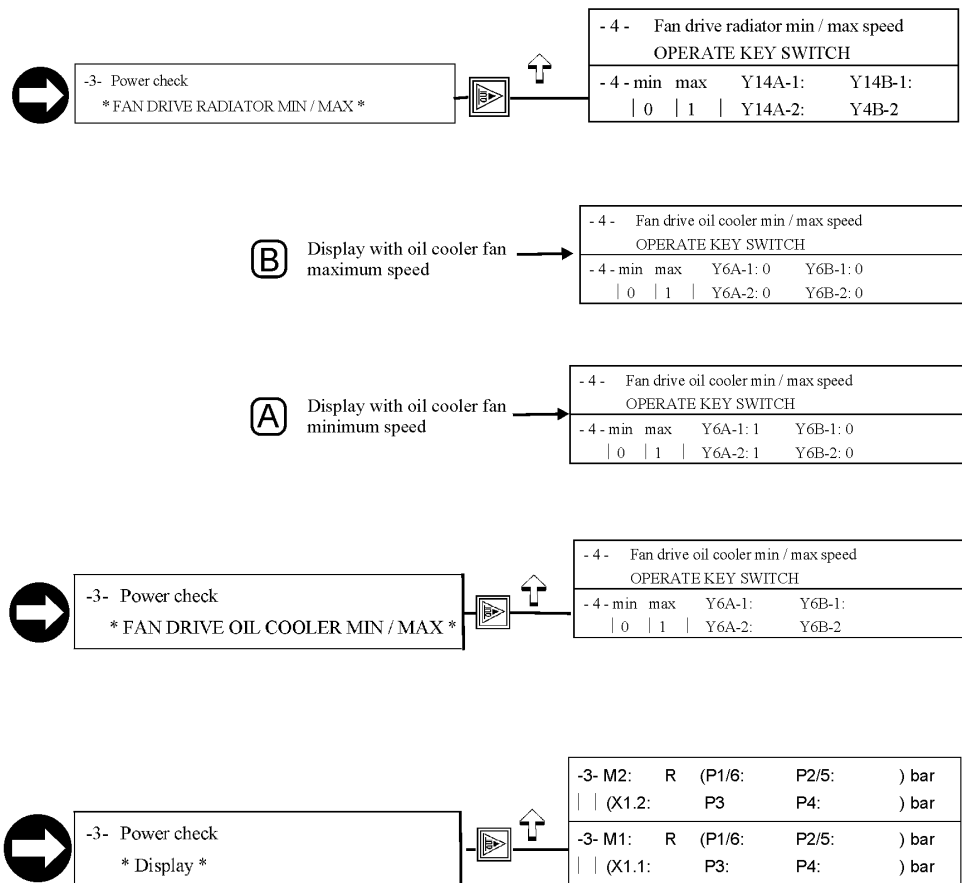 -3- Power check
* FAN DRIVE RADIATOR MIN / MAX *
- 4 - Fan drive radiator min / max speed
OPERATE KEY SWITCH
- 4 - min max Y14A-1: Y14B-1:
| 0 | 1 | Y14A-2: Y4B-2
B
Display with oil cooler fan
maximum speed
- 4 - Fan drive oil cooler min / max speed
OPERATE KEY SWITCH
- 4 - min max Y6A-1: 0 Y6B-1: 0
| 0 | 1 | Y6A-2: 0 Y6B-2: 0
A
Display with oil cooler fan
minimum speed
- 4 - Fan drive oil cooler min / max speed
OPERATE KEY SWITCH
- 4 - min max Y6A-1: 1 Y6B-1: 0
| 0 | 1 | Y6A-2: 1 Y6B-2: 0
-3- Power check
* FAN DRIVE OIL COOLER MIN / MAX *
- 4 - Fan drive oil cooler min / max speed
OPERATE KEY SWITCH
- 4 - min max Y6A-1: Y6B-1:
| 0 | 1 | Y6A-2: Y6B-2
-3- Power check
* Display *
-3- M2: R (P1/6: P2/5: ) bar
| | (X1.2: P3 P4: ) bar
-3- M1: R (P1/6: P2/5: ) bar
| | (X1.1: P3: P4: ) bar